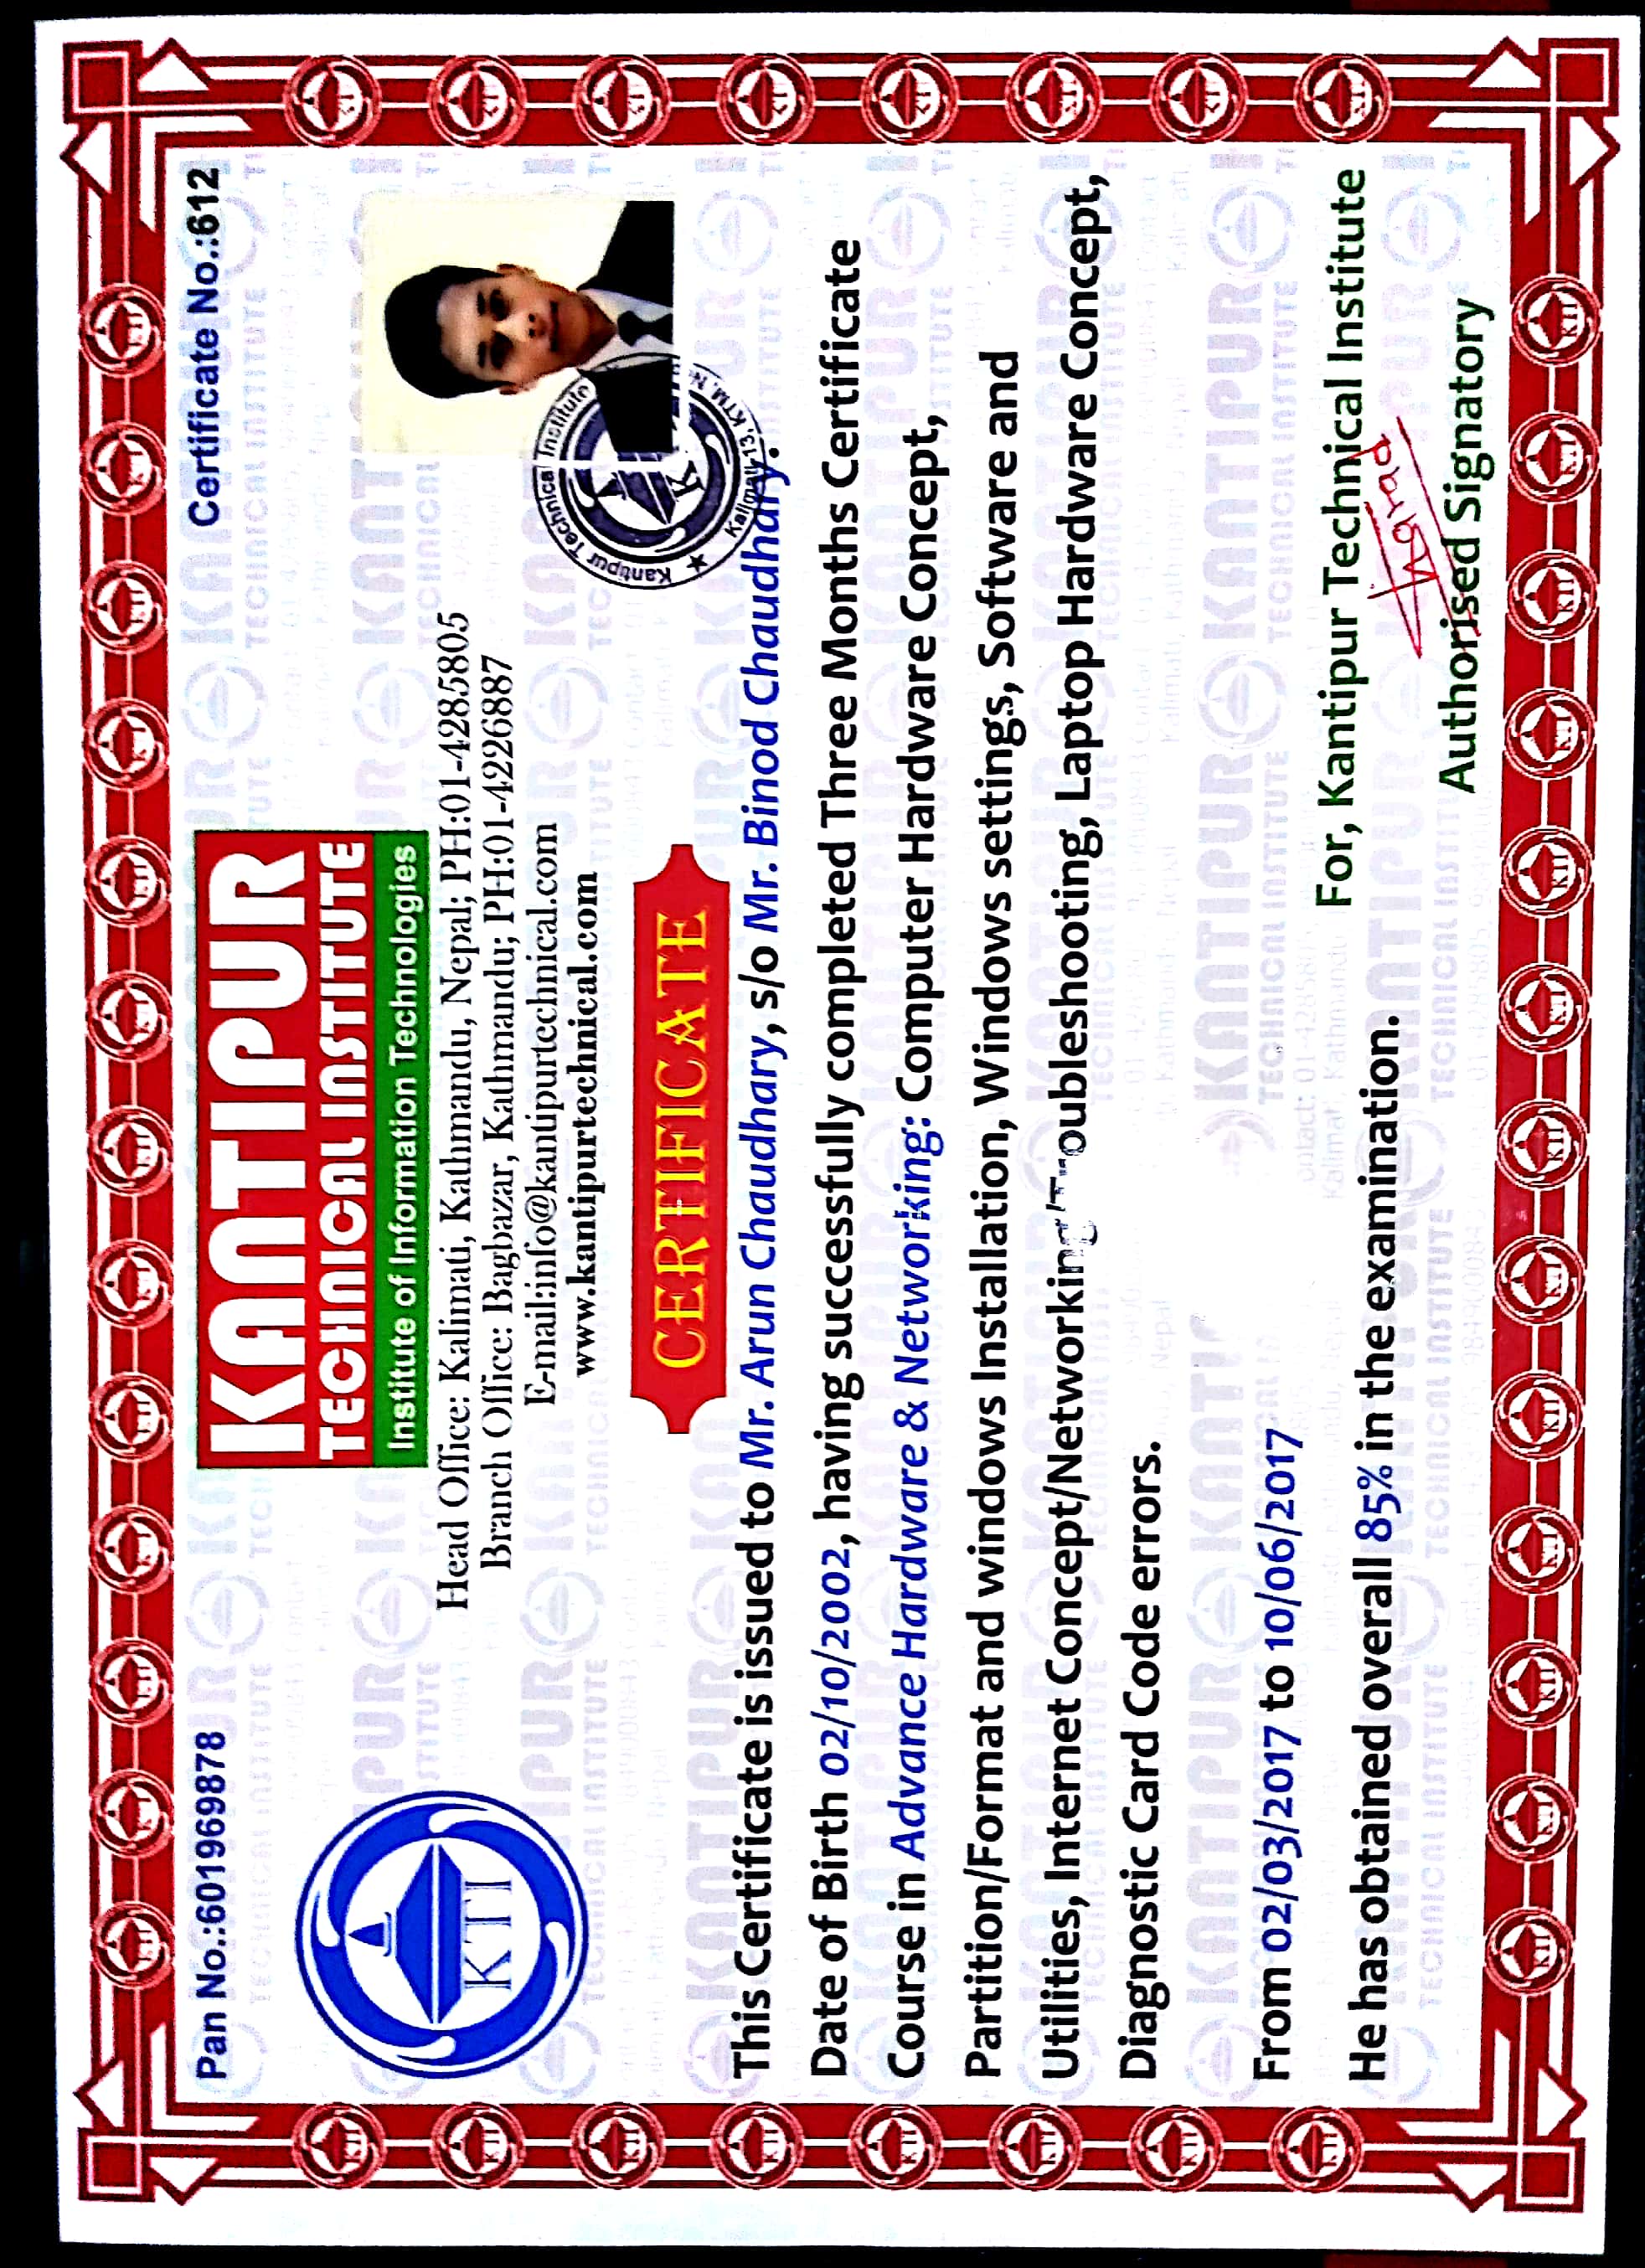 Pan No.:601969878
Certificate No.:612
KANTIPUR
TECHNICAL INSTITUTE
Institute of Information Technologies
KTI
Head Office: Kalimati, Kathmandu, Nepal; PH:01-4285805
Branch Office: Bagbazar, Kathmandu; PH:01-4226887
E-mail:info@kantipurtechnical.com
www.kantipurtechnical.com
Kantipur Technical Institute
Kalimati-13, KTM,
CERTIFICATE
This Certificate is issued to Mr. Arun Chaudhary, s/o Mr. Binod Chaudhary.
Date of Birth 02/10/2002, having successfully completed Three Months Certificate
Course in Advance Hardware & Networking: Computer Hardware Concept,
Partition/Format and windows Installation, Windows settings, Software and
Utilities, Internet Concept/Networking/Troubleshooting, Laptop Hardware Concept,
Diagnostic Card Code errors.
From 02/03/2017 to 10/06/2017
He has obtained overall 85% in the examination.
For, Kantipur Technical Institute
Authorised Signatory